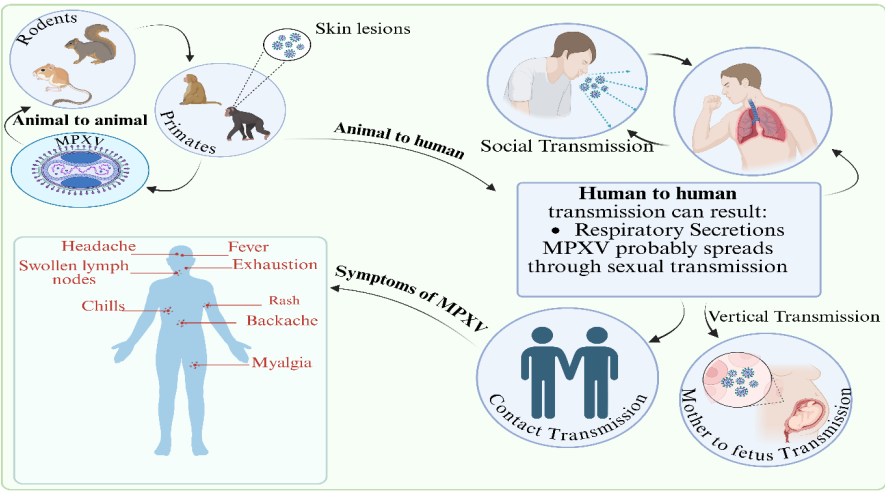 Rodents
Skin lesions
Animal to animal
MPXV
Primates
Animal to human
Social Transmission
Human to human
transmission can result:
• Respiratory Secretions
MPXV probably spreads
through sexual transmission
Headache
Fever
Swollen lymph
nodes
Exhaustion
Chills
Rash
Backache
Myalgia
Symptoms of MPXV
Contact Transmission
Vertical Transmission
Mother to fetus Transmission